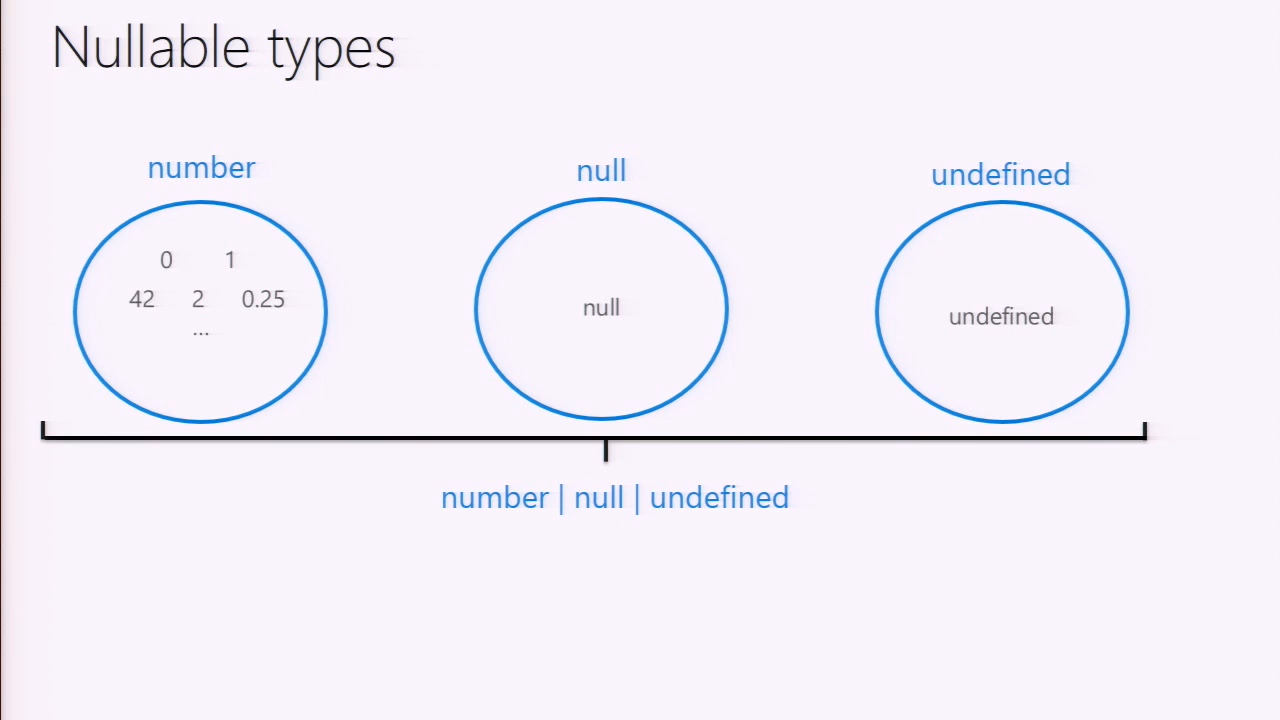 Nullable types
number
null
undefined
0 1
42 2 0.25
...
null
undefined
number | null | undefined